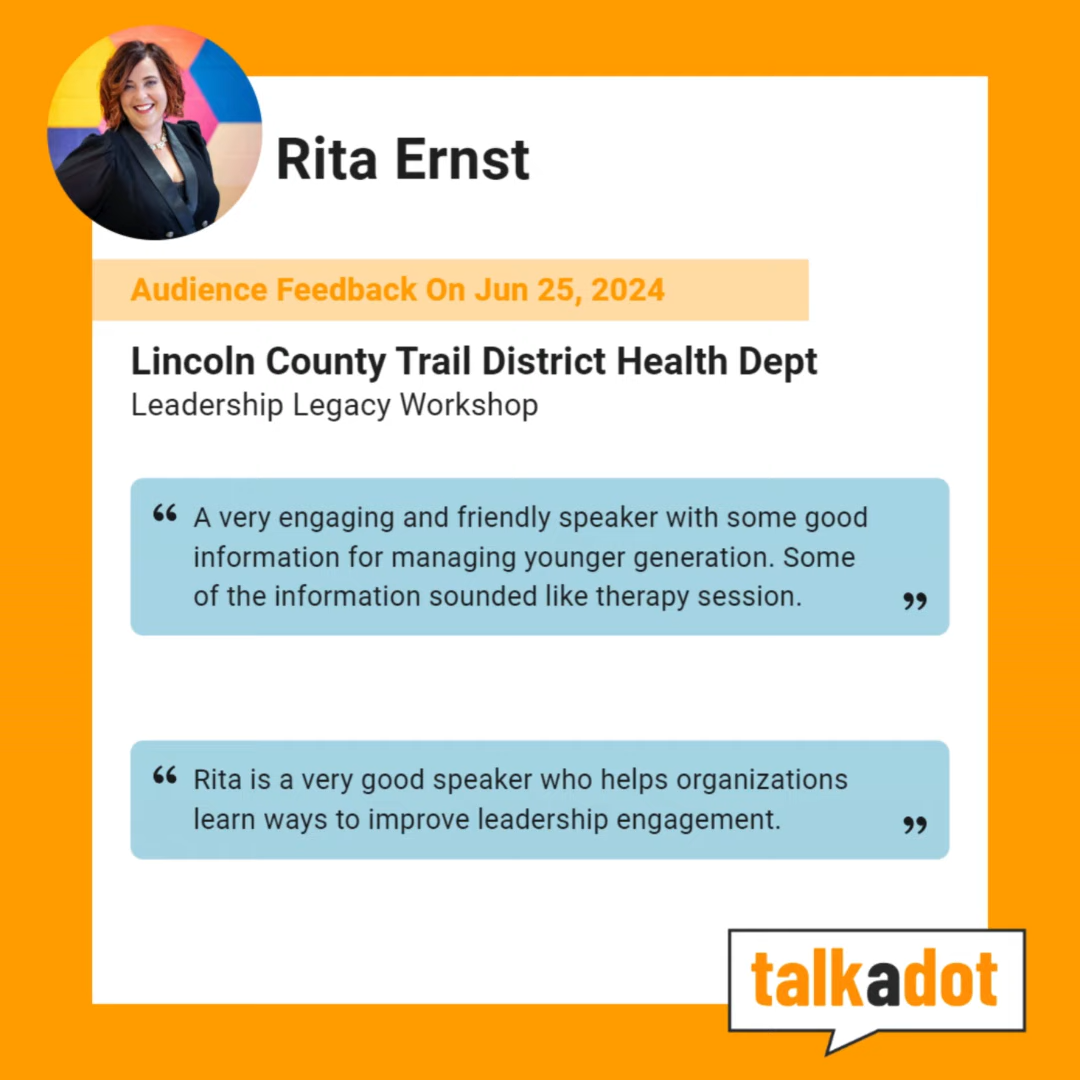 Rita Ernst
Audience Feedback On Jun 25, 2024
Lincoln County Trail District Health Dept
Leadership Legacy Workshop
“ A very engaging and friendly speaker with some good
information for managing younger generation. Some
of the information sounded like therapy session. ”
“ Rita is a very good speaker who helps organizations
learn ways to improve leadership engagement. ”
talkadot